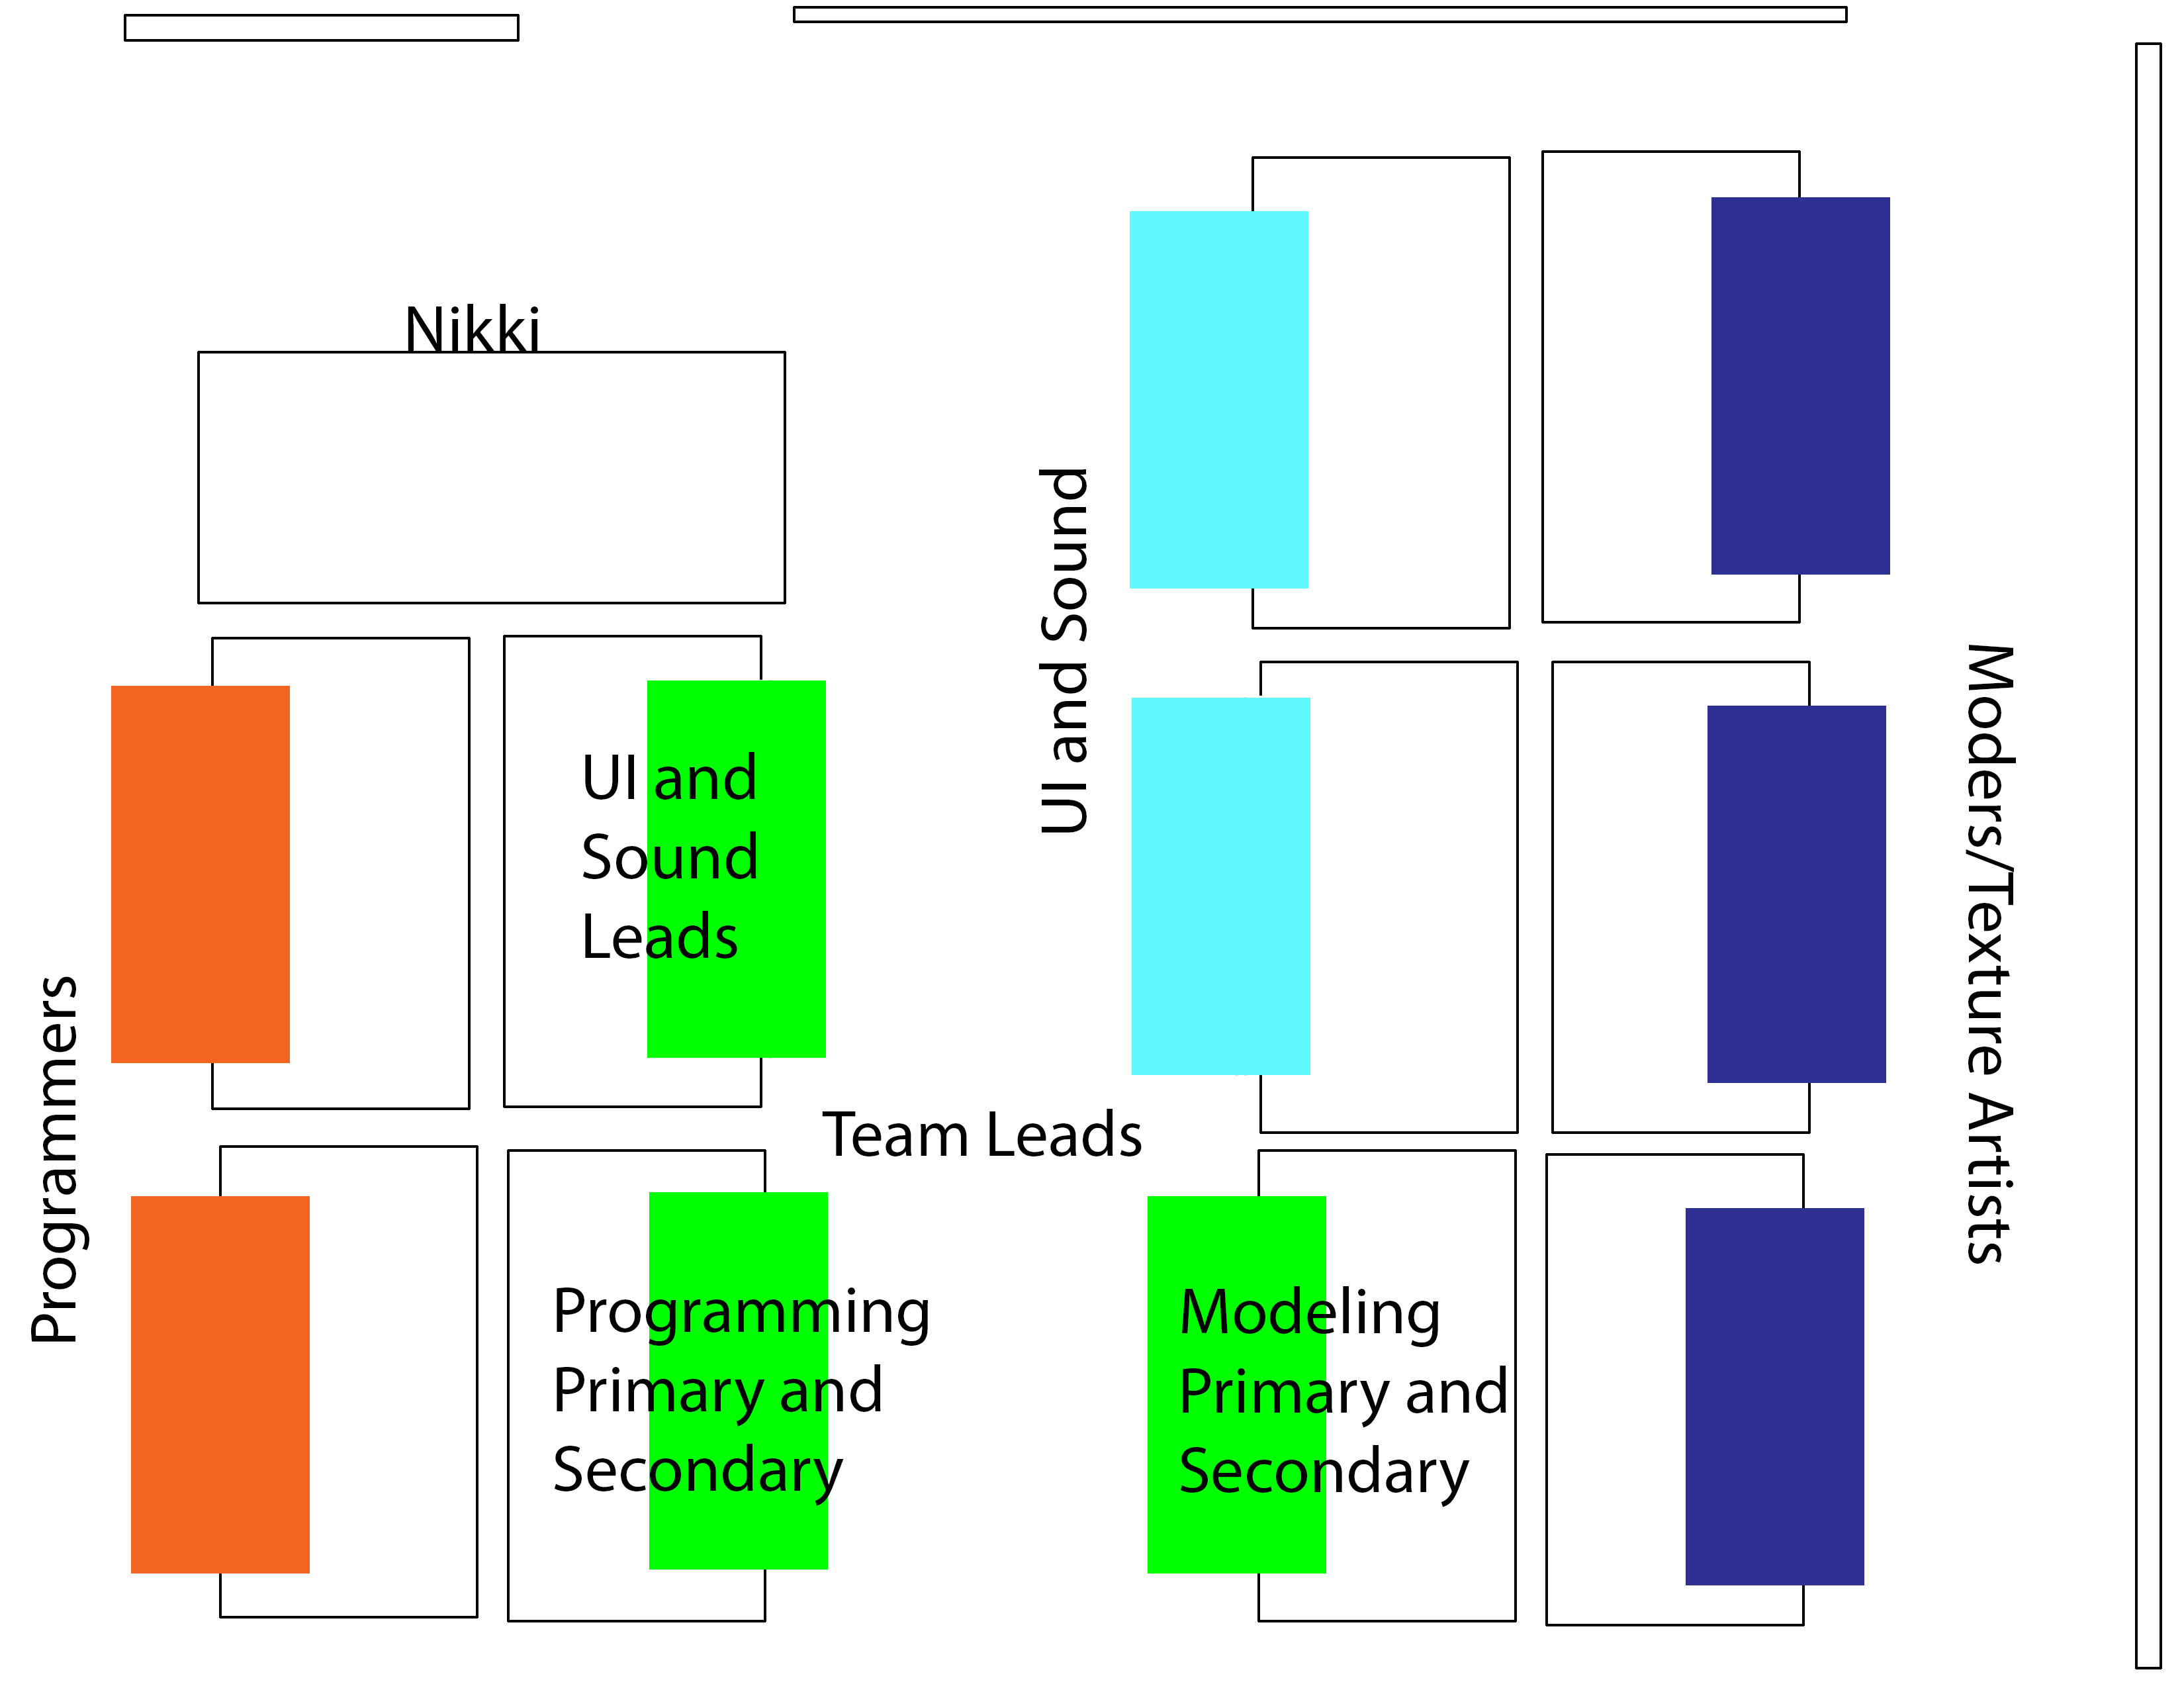 Nikki
UI and Sound
Moders/Texture Artists
UI and
Sound
Leads
Programmers
Team Leads
Programming
Primary and
Secondary
Modeling
Primary and
Secondary